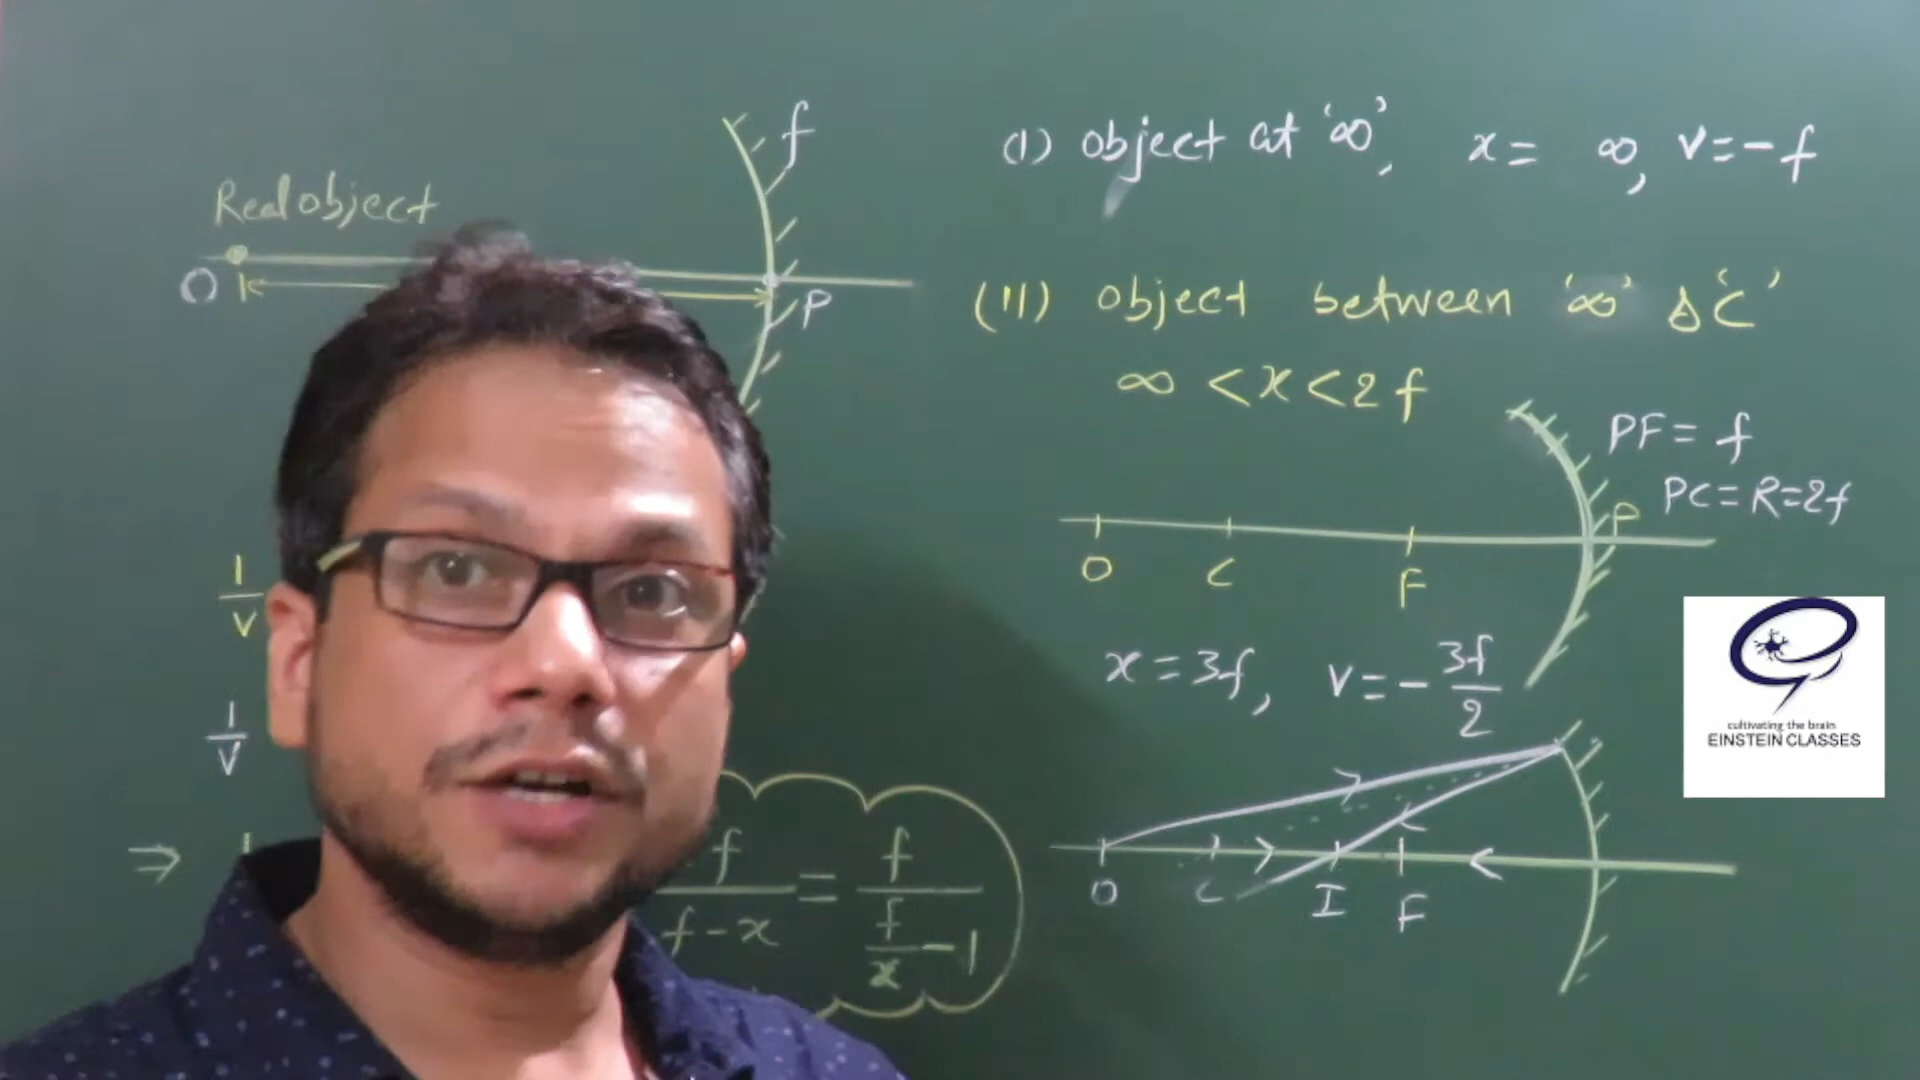 f
Real object
O
P
1/v
1/v
⇒ 1
f/(f-x) = f/(f/x - 1)
(I) object at '∞', x = ∞, v = -f
(II) object between '∞' & 'C'
∞ < x < 2f
PF = f
PC = R = 2f
P
O C F
x = 3f, v = -3f/2
O C I F
cultivating the brain
EINSTEIN CLASSES